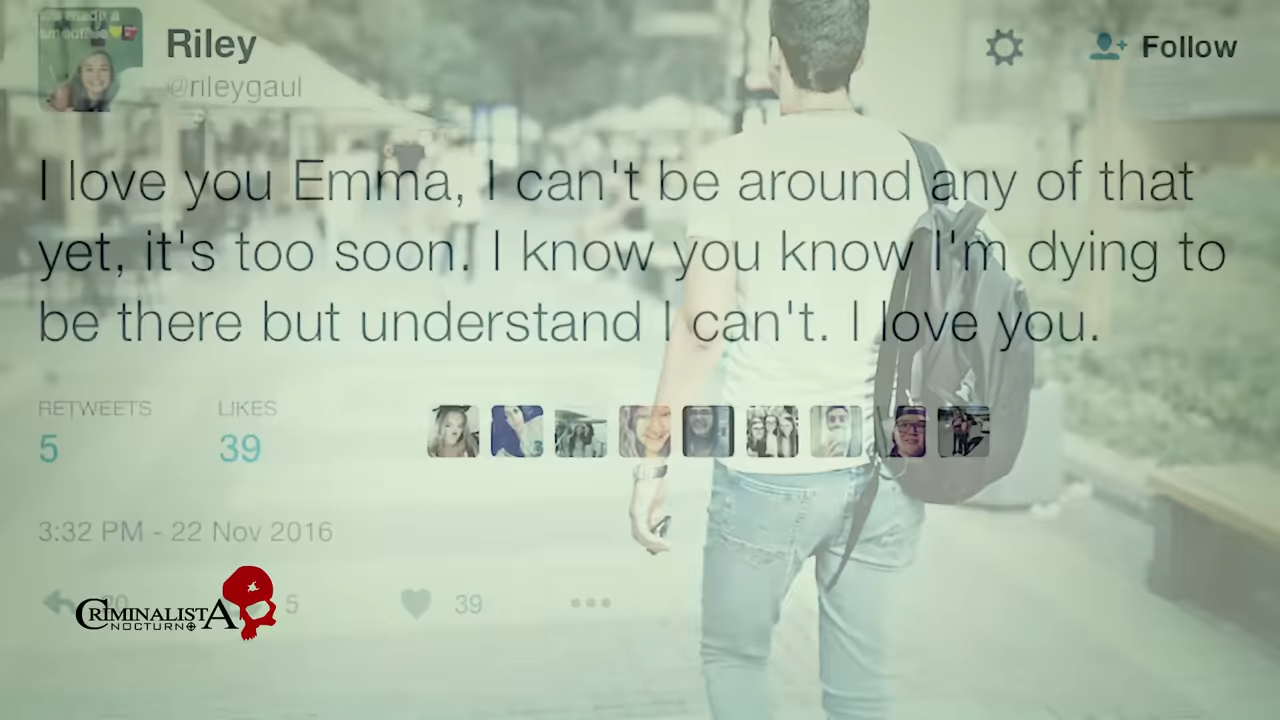 Riley
@rileygaul
Follow
I love you Emma, I can't be around any of that
yet, it's too soon. I know you know I'm dying to
be there but understand I can't. I love you.
RETWEETS
LIKES
5
39
3:32 PM - 22 Nov 2016
5
39
CRIMINALISTA
NOCTURNO